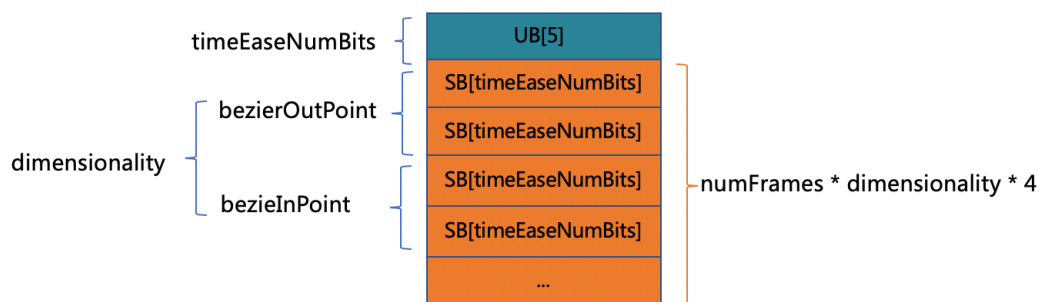 timeEaseNumBits
UB[5]
SB[timeEaseNumBits]
bezierOutPoint
SB[timeEaseNumBits]
dimensionality
SB[timeEaseNumBits]
numFrames * dimensionality * 4
bezieInPoint
SB[timeEaseNumBits]
...